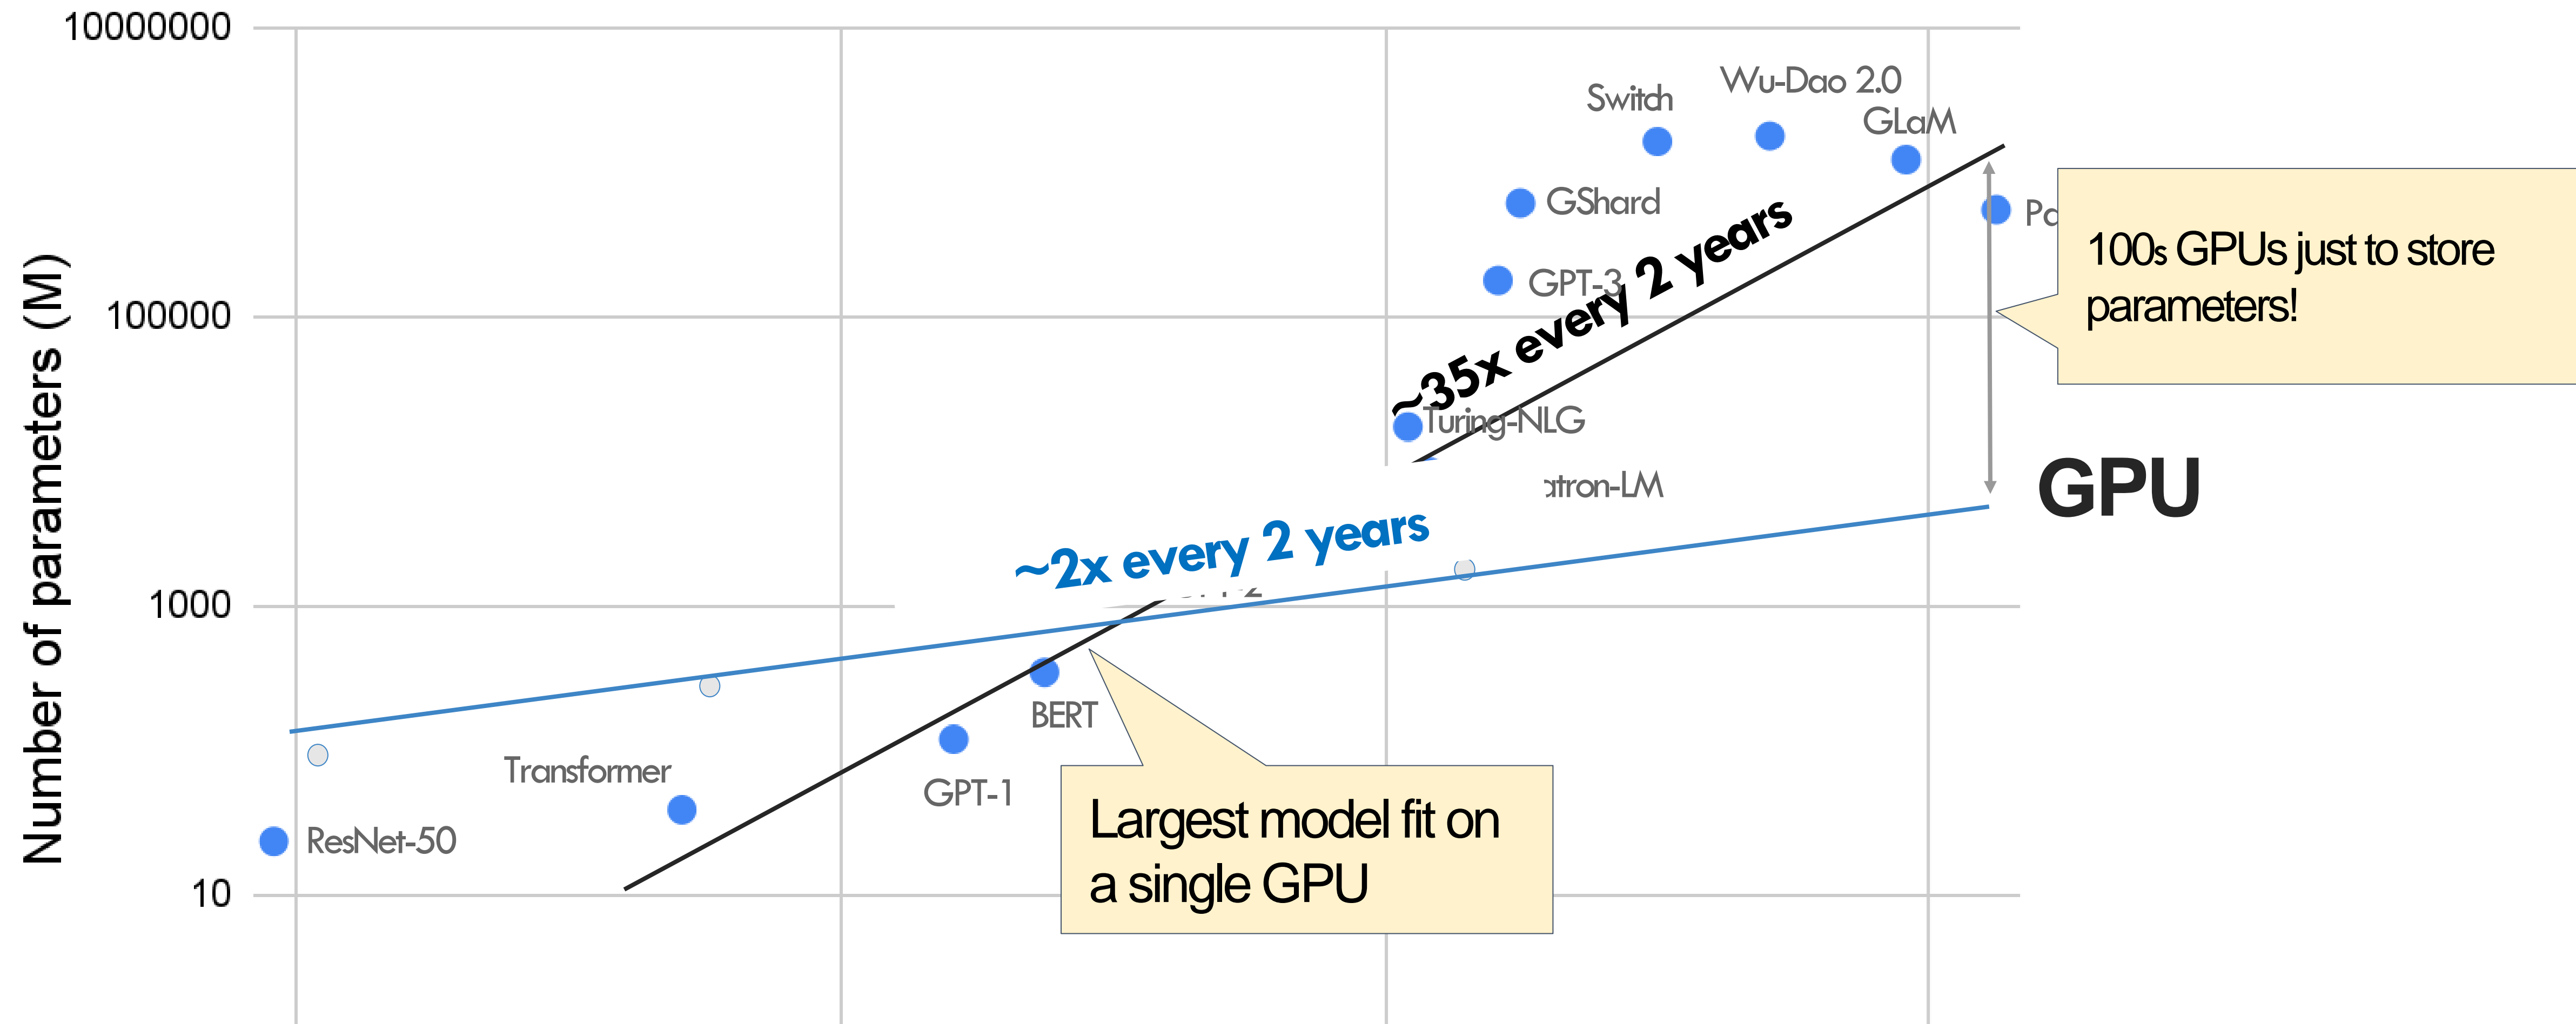 10000000
Wu-Dao 2.0
Switch
GLaM
GShard
100s GPUs just to store
parameters!
~35x every 2 years
GPT-3
100000
Number of parameters (M)
Turing-NLG
atron-LM
GPU
~2x every 2 years
1000
BERT
Transformer
GPT-1
Largest model fit on
a single GPU
ResNet-50
10